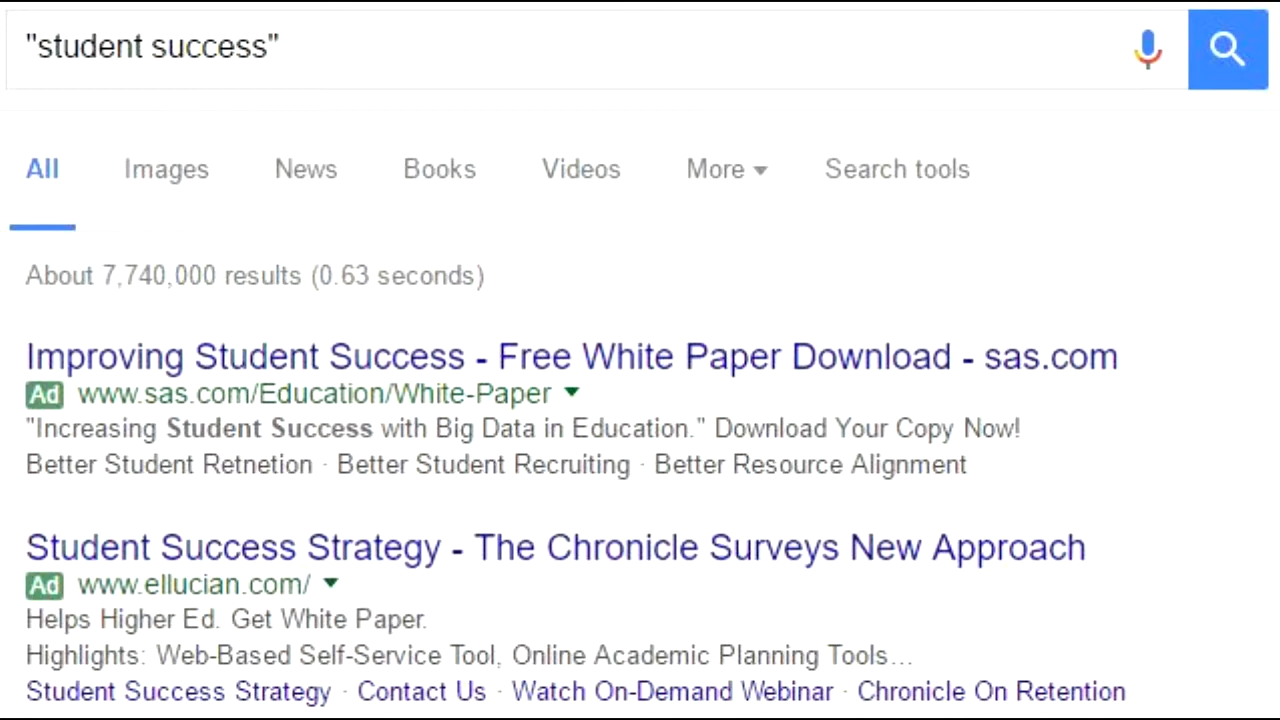 "student success"
All Images News Books Videos More Search tools
About 7,740,000 results (0.63 seconds)
Improving Student Success - Free White Paper Download - sas.com
Ad www.sas.com/Education/White-Paper
"Increasing Student Success with Big Data in Education." Download Your Copy Now!
Better Student Retnetion · Better Student Recruiting · Better Resource Alignment
Student Success Strategy - The Chronicle Surveys New Approach
Ad www.ellucian.com/
Helps Higher Ed. Get White Paper.
Highlights: Web-Based Self-Service Tool, Online Academic Planning Tools...
Student Success Strategy · Contact Us · Watch On-Demand Webinar · Chronicle On Retention